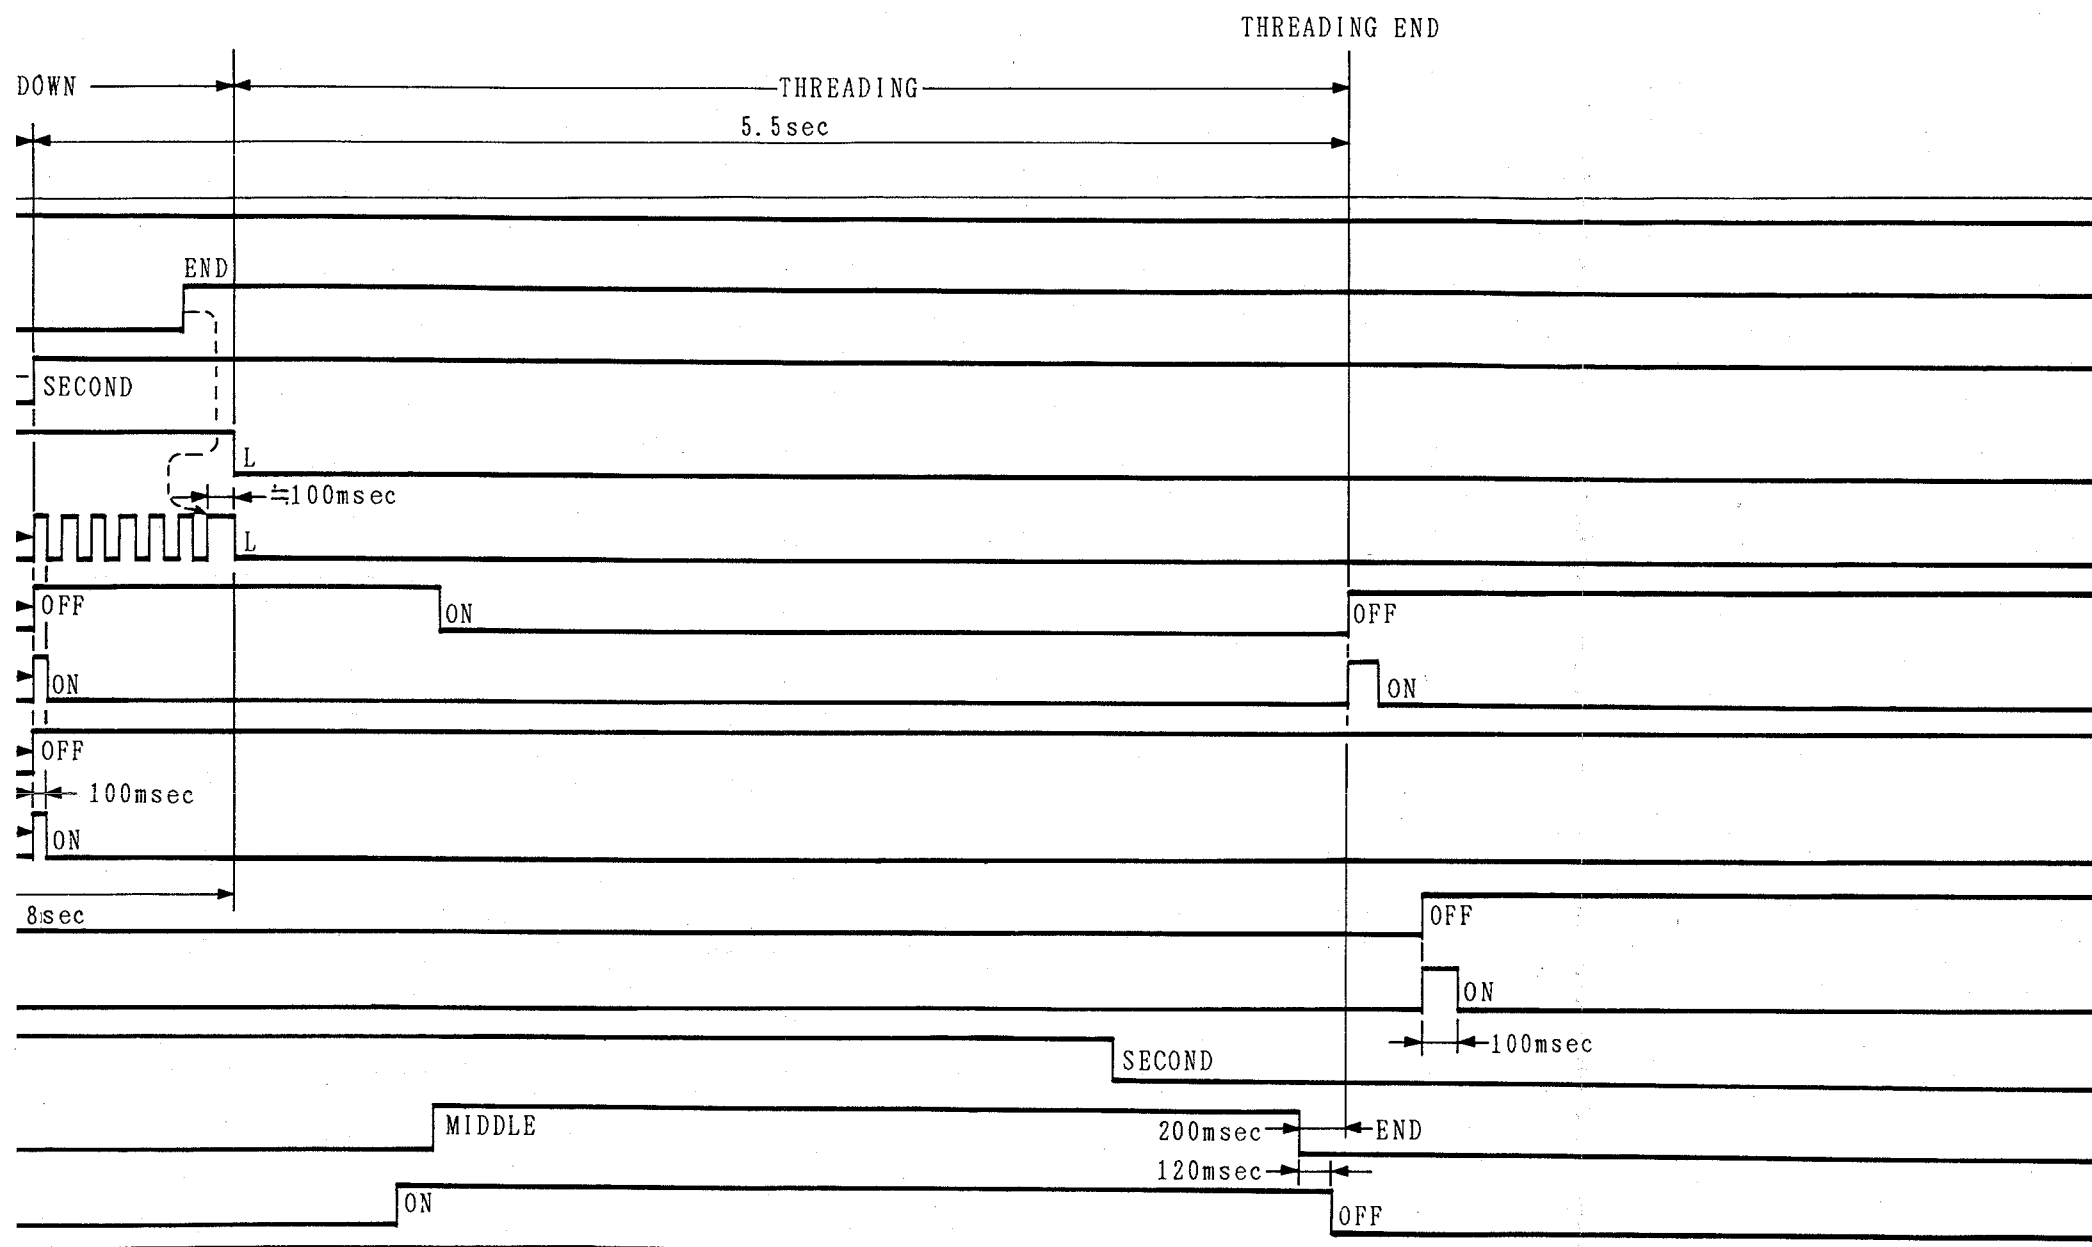 THREADING END
DOWN
THREADING
5.5sec
END
SECOND
L
≒100msec
L
OFF
ON
OFF
ON
ON
OFF
100msec
ON
8sec
OFF
ON
100msec
SECOND
MIDDLE
200msec
END
120msec
ON
OFF